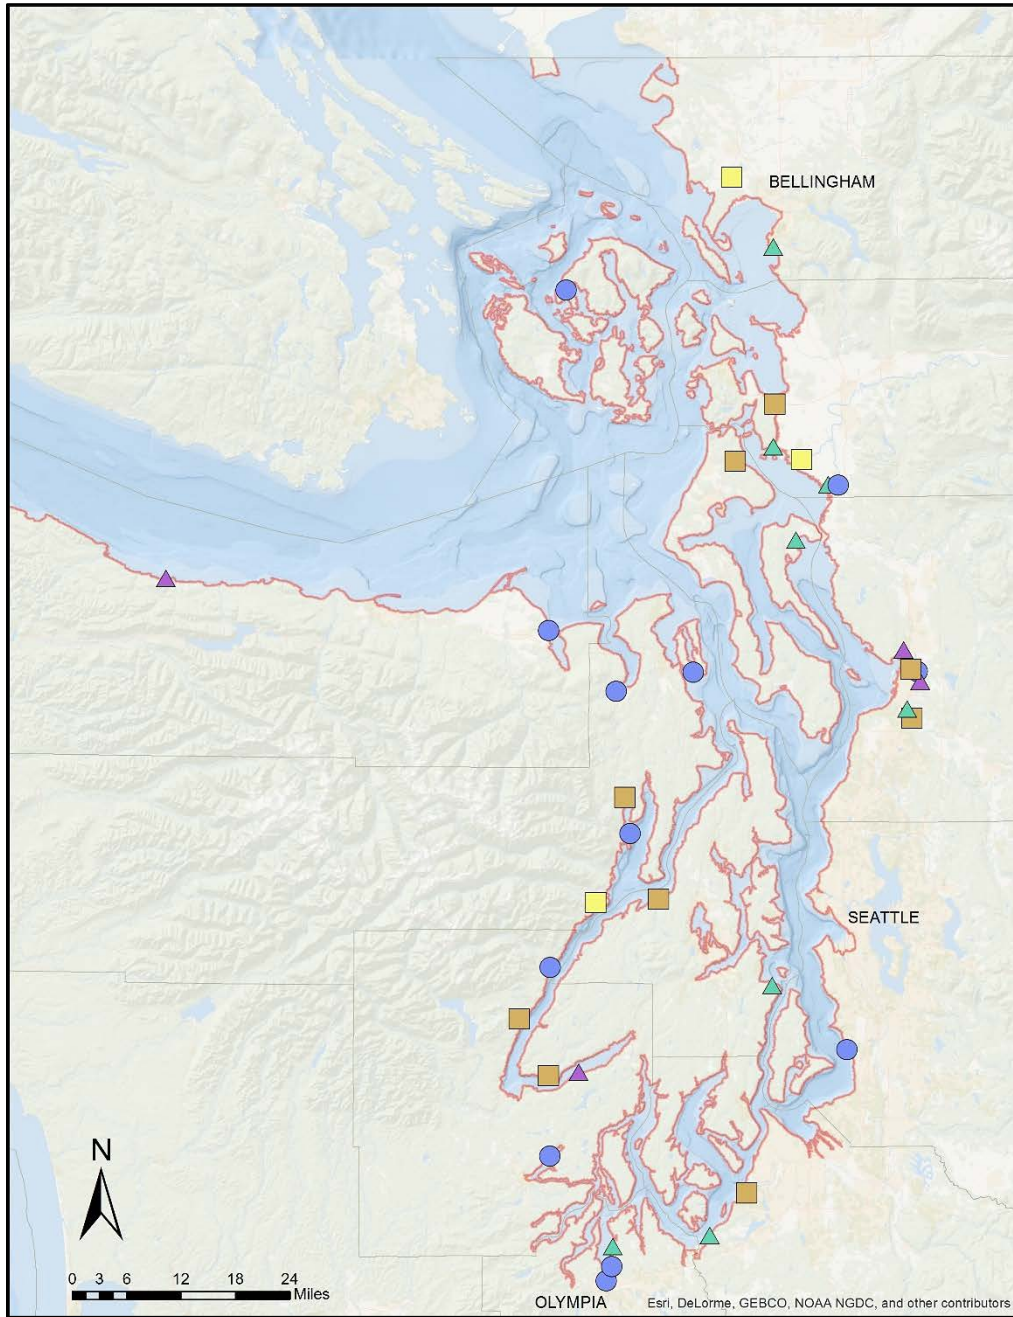 BELLINGHAM
SEATTLE
N
0 3 6 12 18 24
Miles
OLYMPIA
Esri, DeLorme, GEBCO, NOAA NGDC, and other contributors